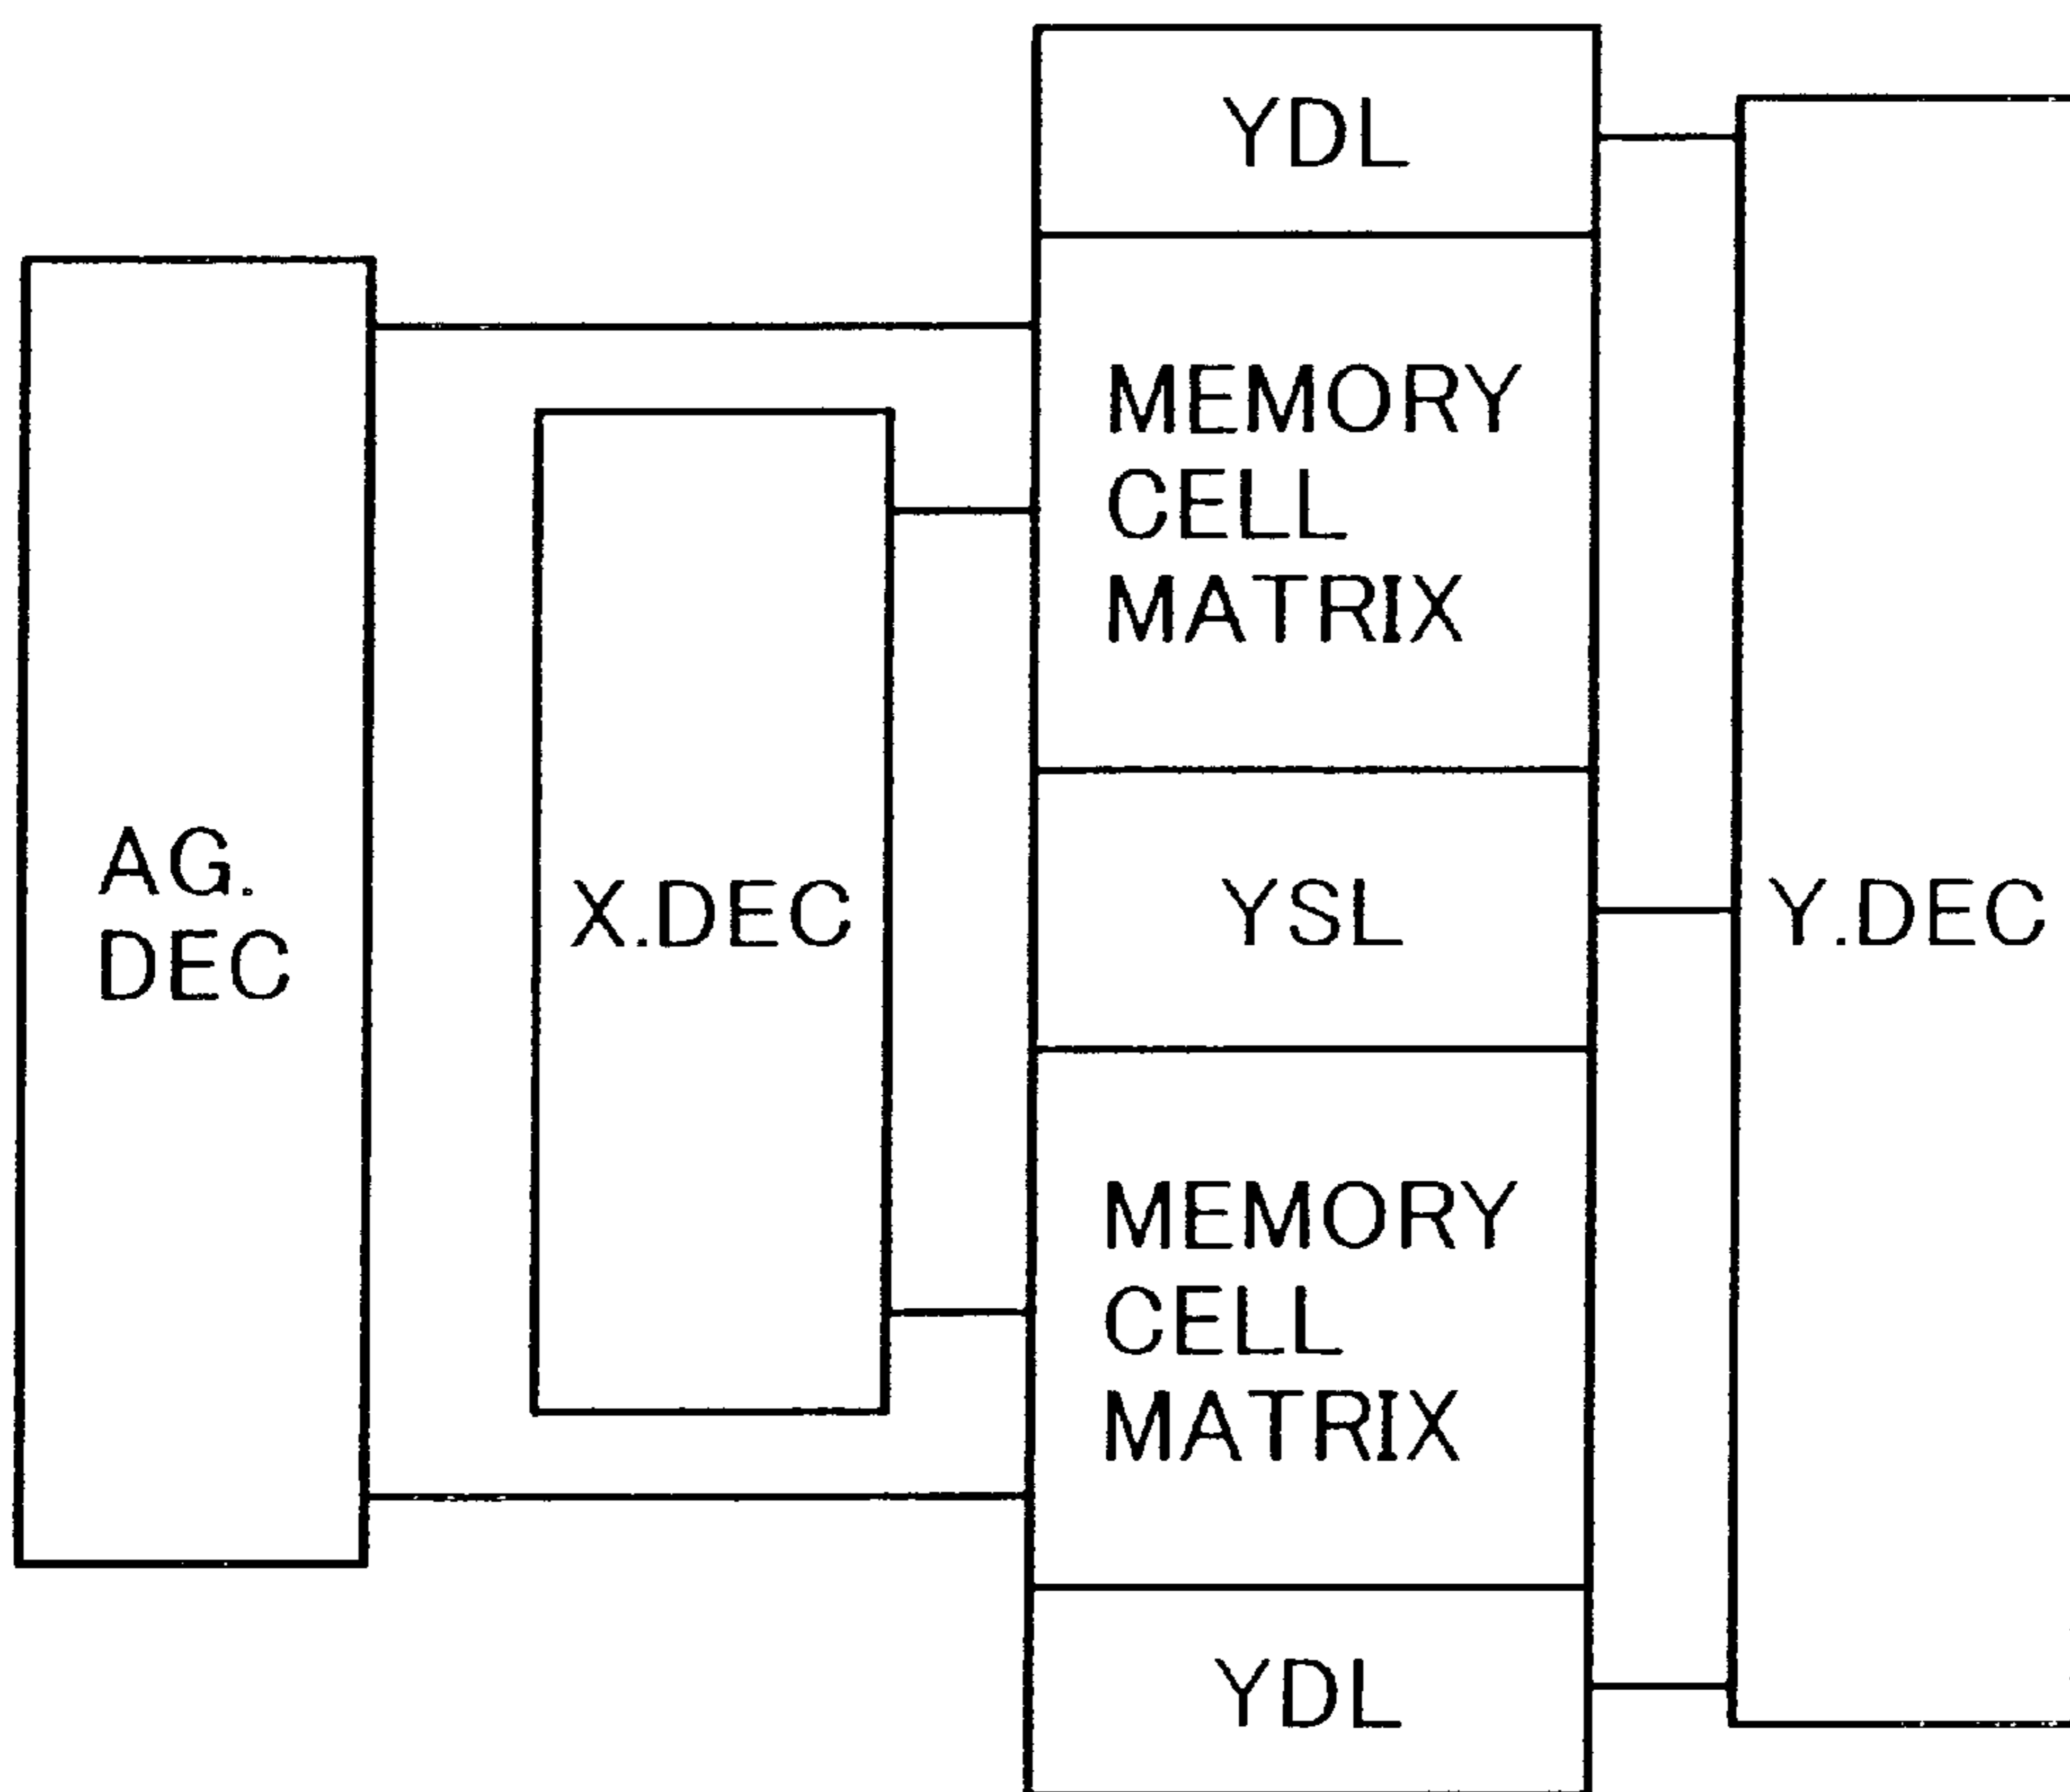 AG.
DEC
X.DEC
YDL
MEMORY
CELL
MATRIX
YSL
MEMORY
CELL
MATRIX
YDL
Y.DEC